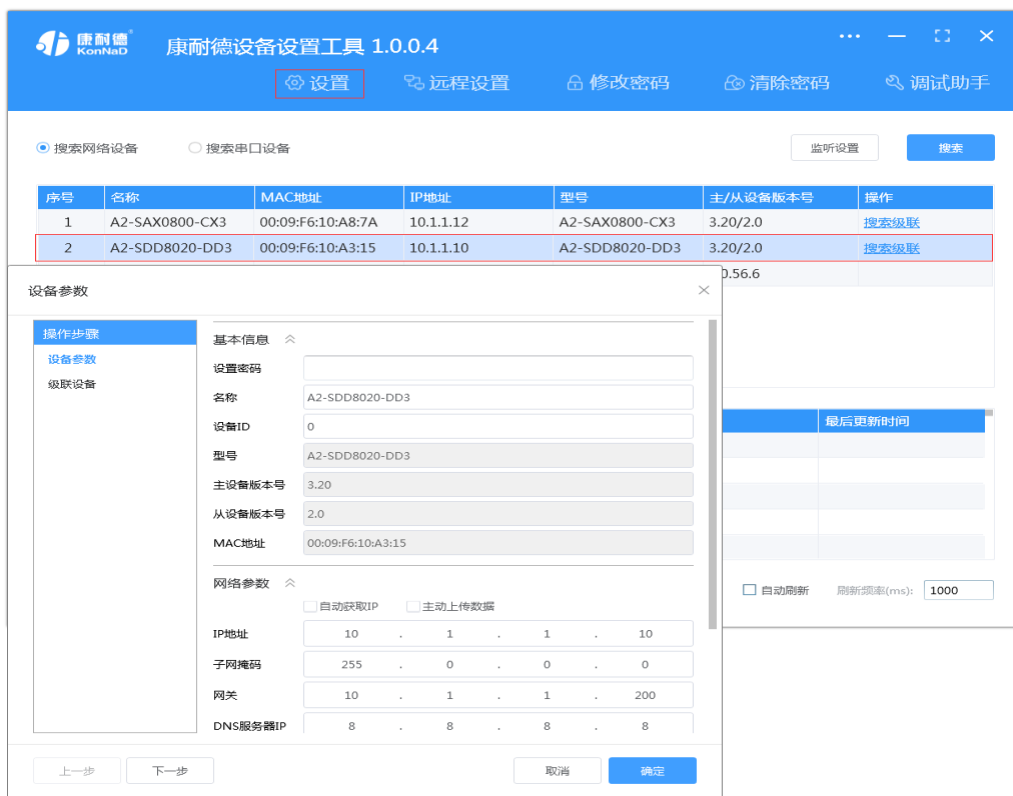 康耐德
KonNaD
康耐德设备设置工具 1.0.0.4
设置 远程设置 修改密码 清除密码 调试助手
搜索网络设备 搜索串口设备 监听设置 搜索
序号 名称 MAC地址 IP地址 型号 主/从设备版本号 操作
1 A2-SAX0800-CX3 00:09:F6:10:A8:7A 10.1.1.12 A2-SAX0800-CX3 3.20/2.0 搜索级联
2 A2-SDD8020-DD3 00:09:F6:10:A3:15 10.1.1.10 A2-SDD8020-DD3 3.20/2.0 搜索级联
0.56.6
设备参数
操作步骤
设备参数
级联设备
基本信息
设置密码
名称 A2-SDD8020-DD3
设备ID 0
型号 A2-SDD8020-DD3
主设备版本号 3.20
从设备版本号 2.0
MAC地址 00:09:F6:10:A3:15
网络参数
自动获取IP 主动上传数据
IP地址 10 . 1 . 1 . 10
子网掩码 255 . 0 . 0 . 0
网关 10 . 1 . 1 . 200
DNS服务器IP 8 . 8 . 8 . 8
上一步 下一步 取消 确定
最后更新时间
自动刷新 刷新频率(ms): 1000